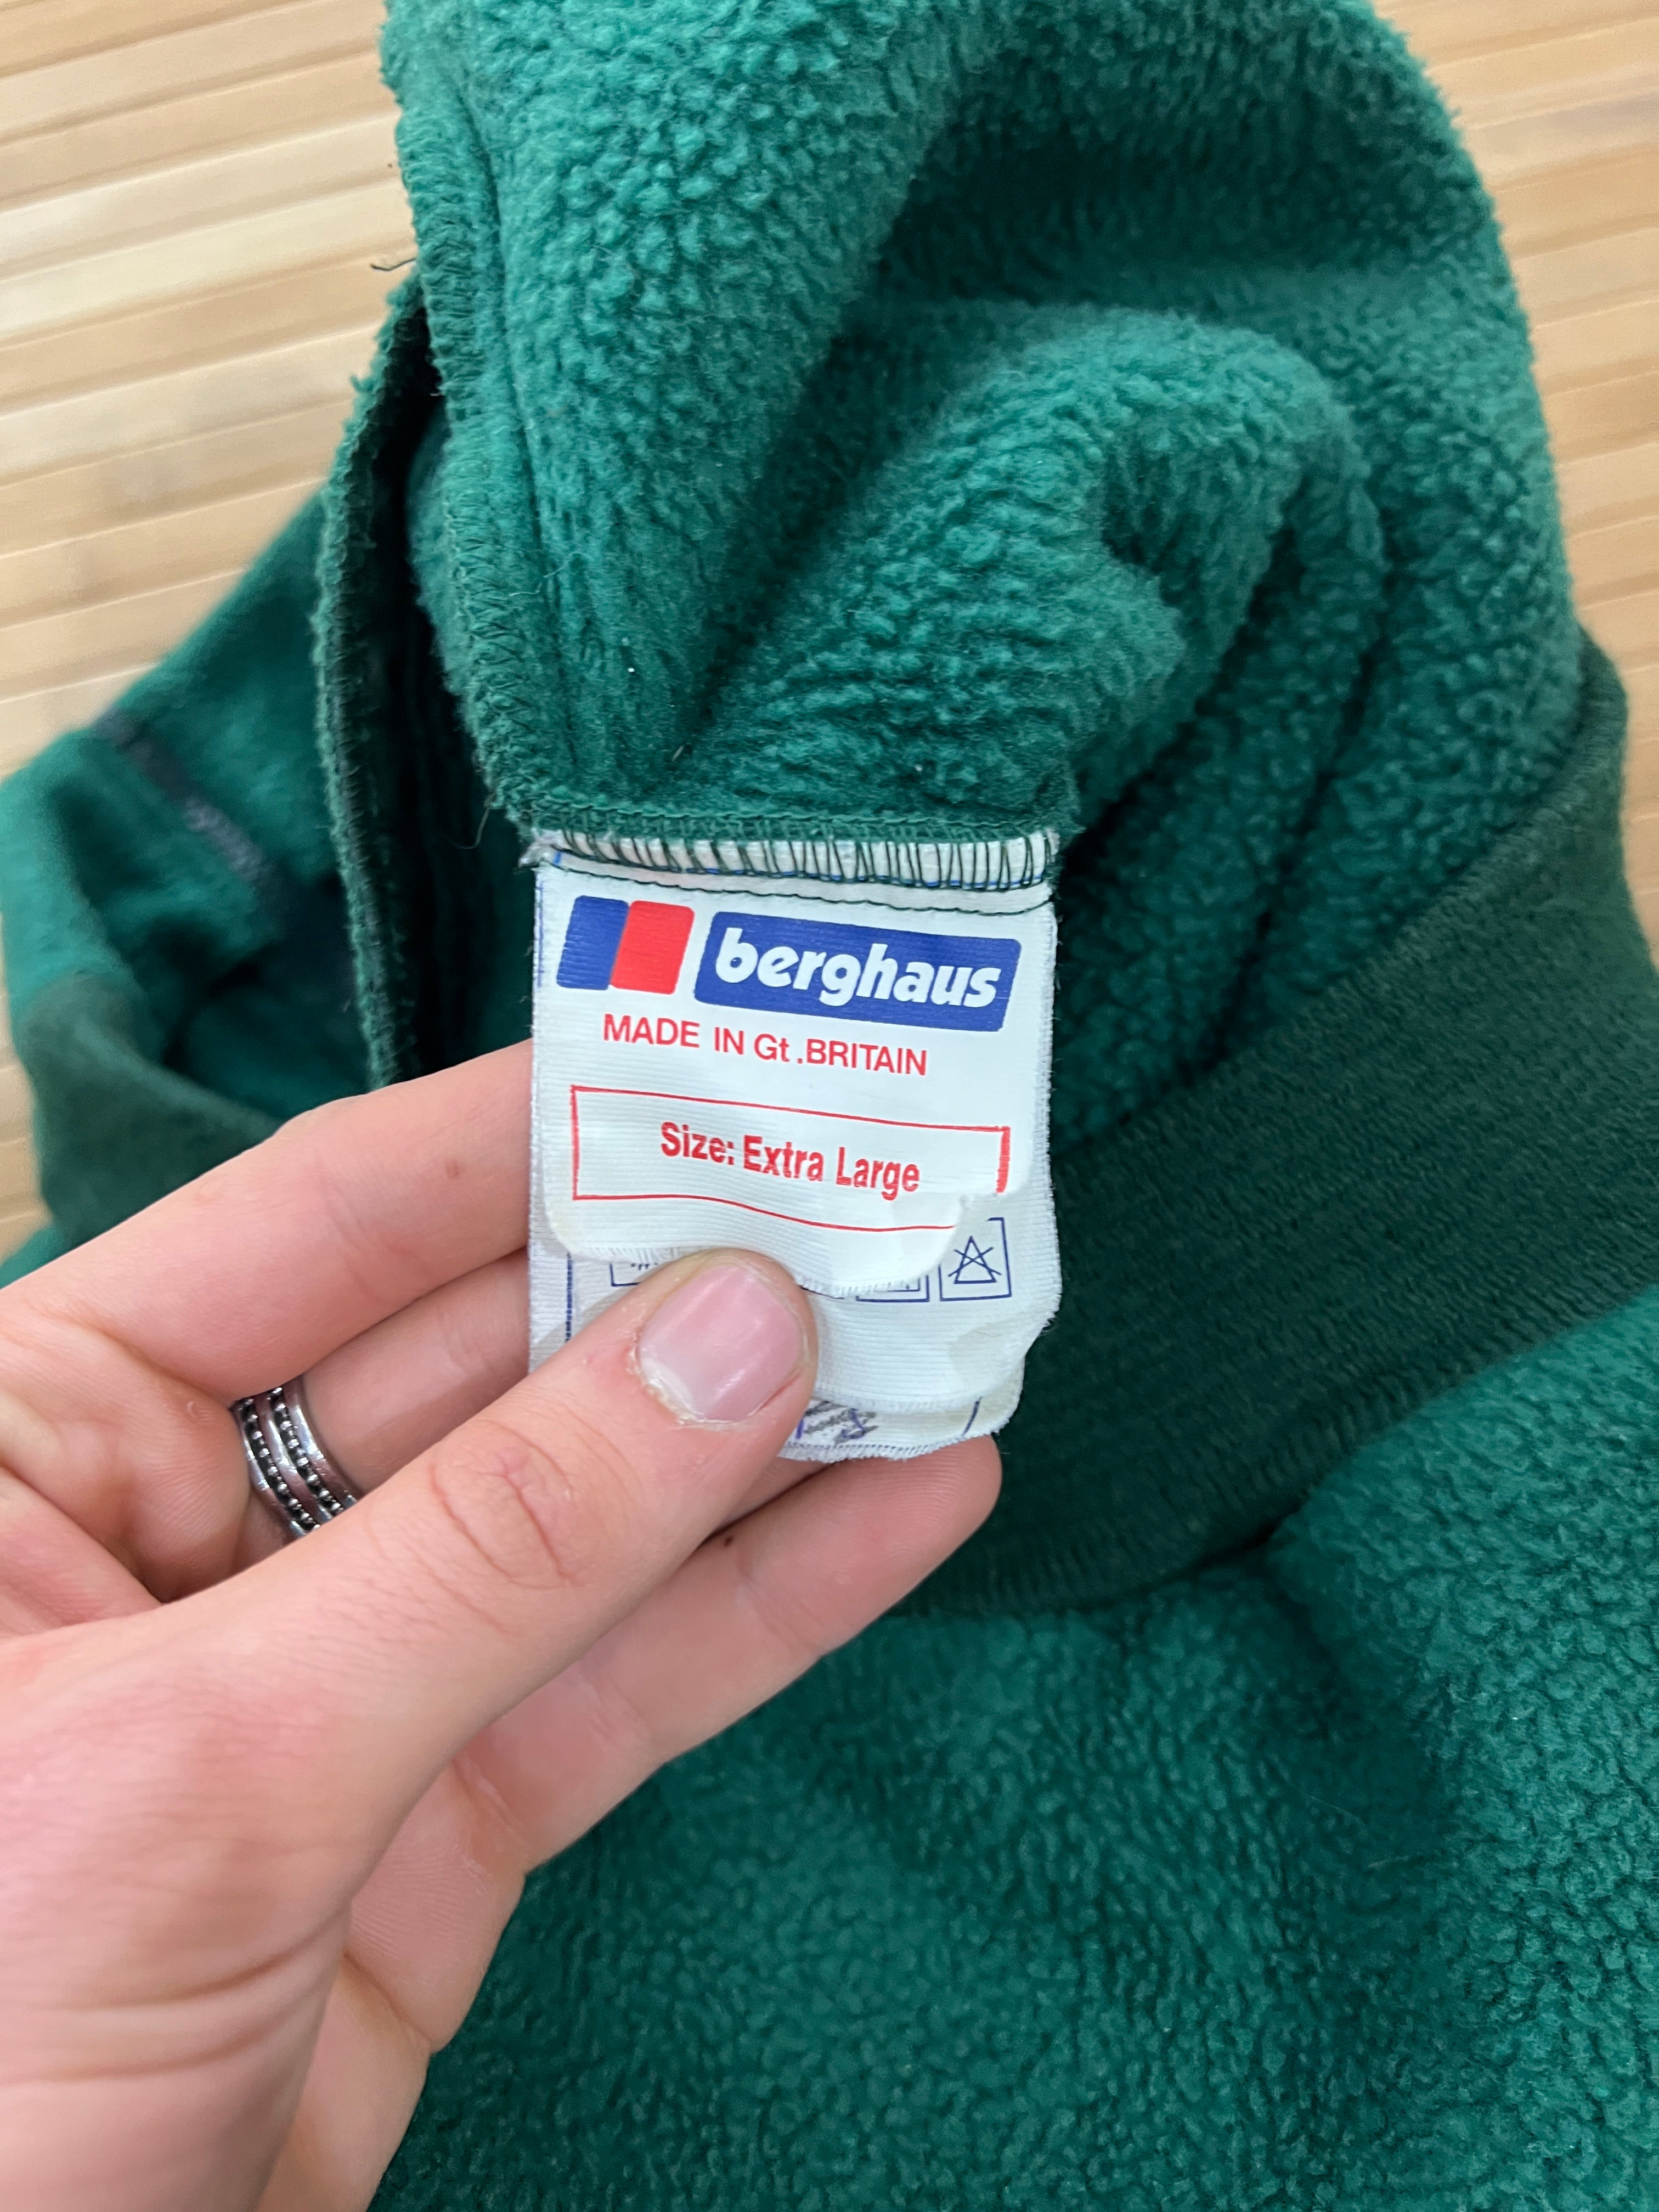 berghaus
MADE IN Gt.BRITAIN
Size: Extra Large